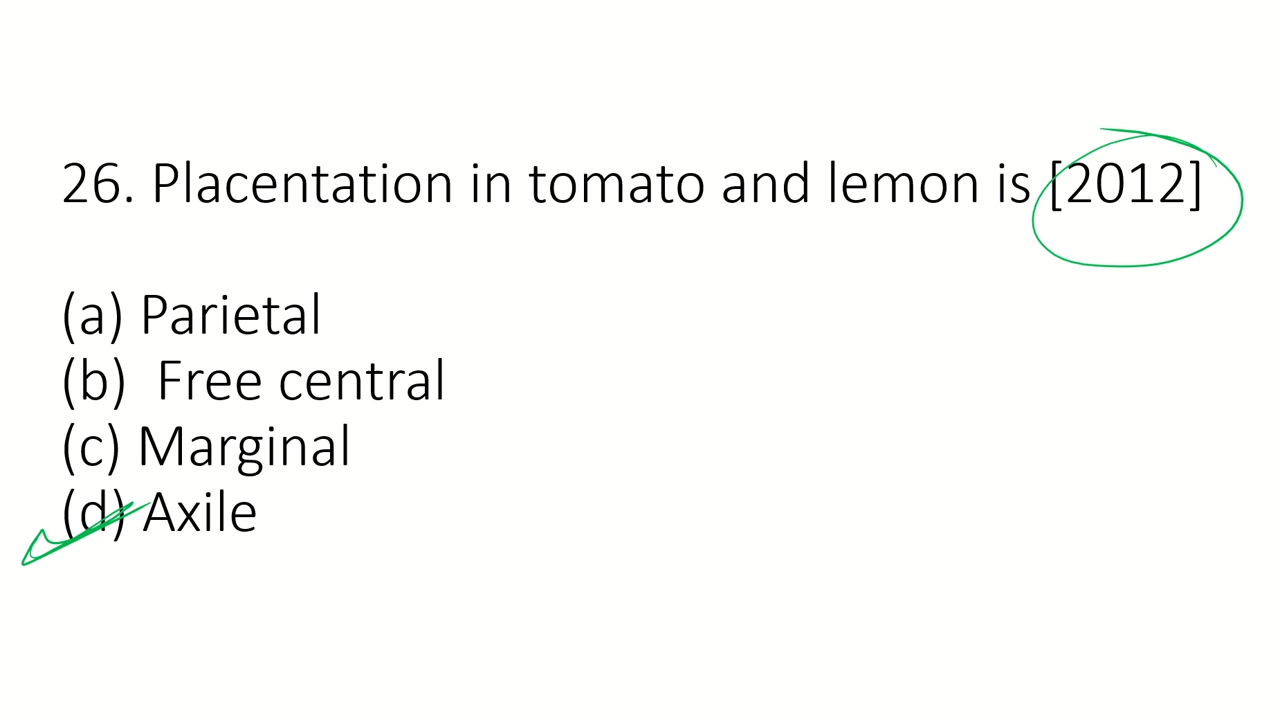 26. Placentation in tomato and lemon is [2012]
(a) Parietal
(b) Free central
(c) Marginal
(d) Axile